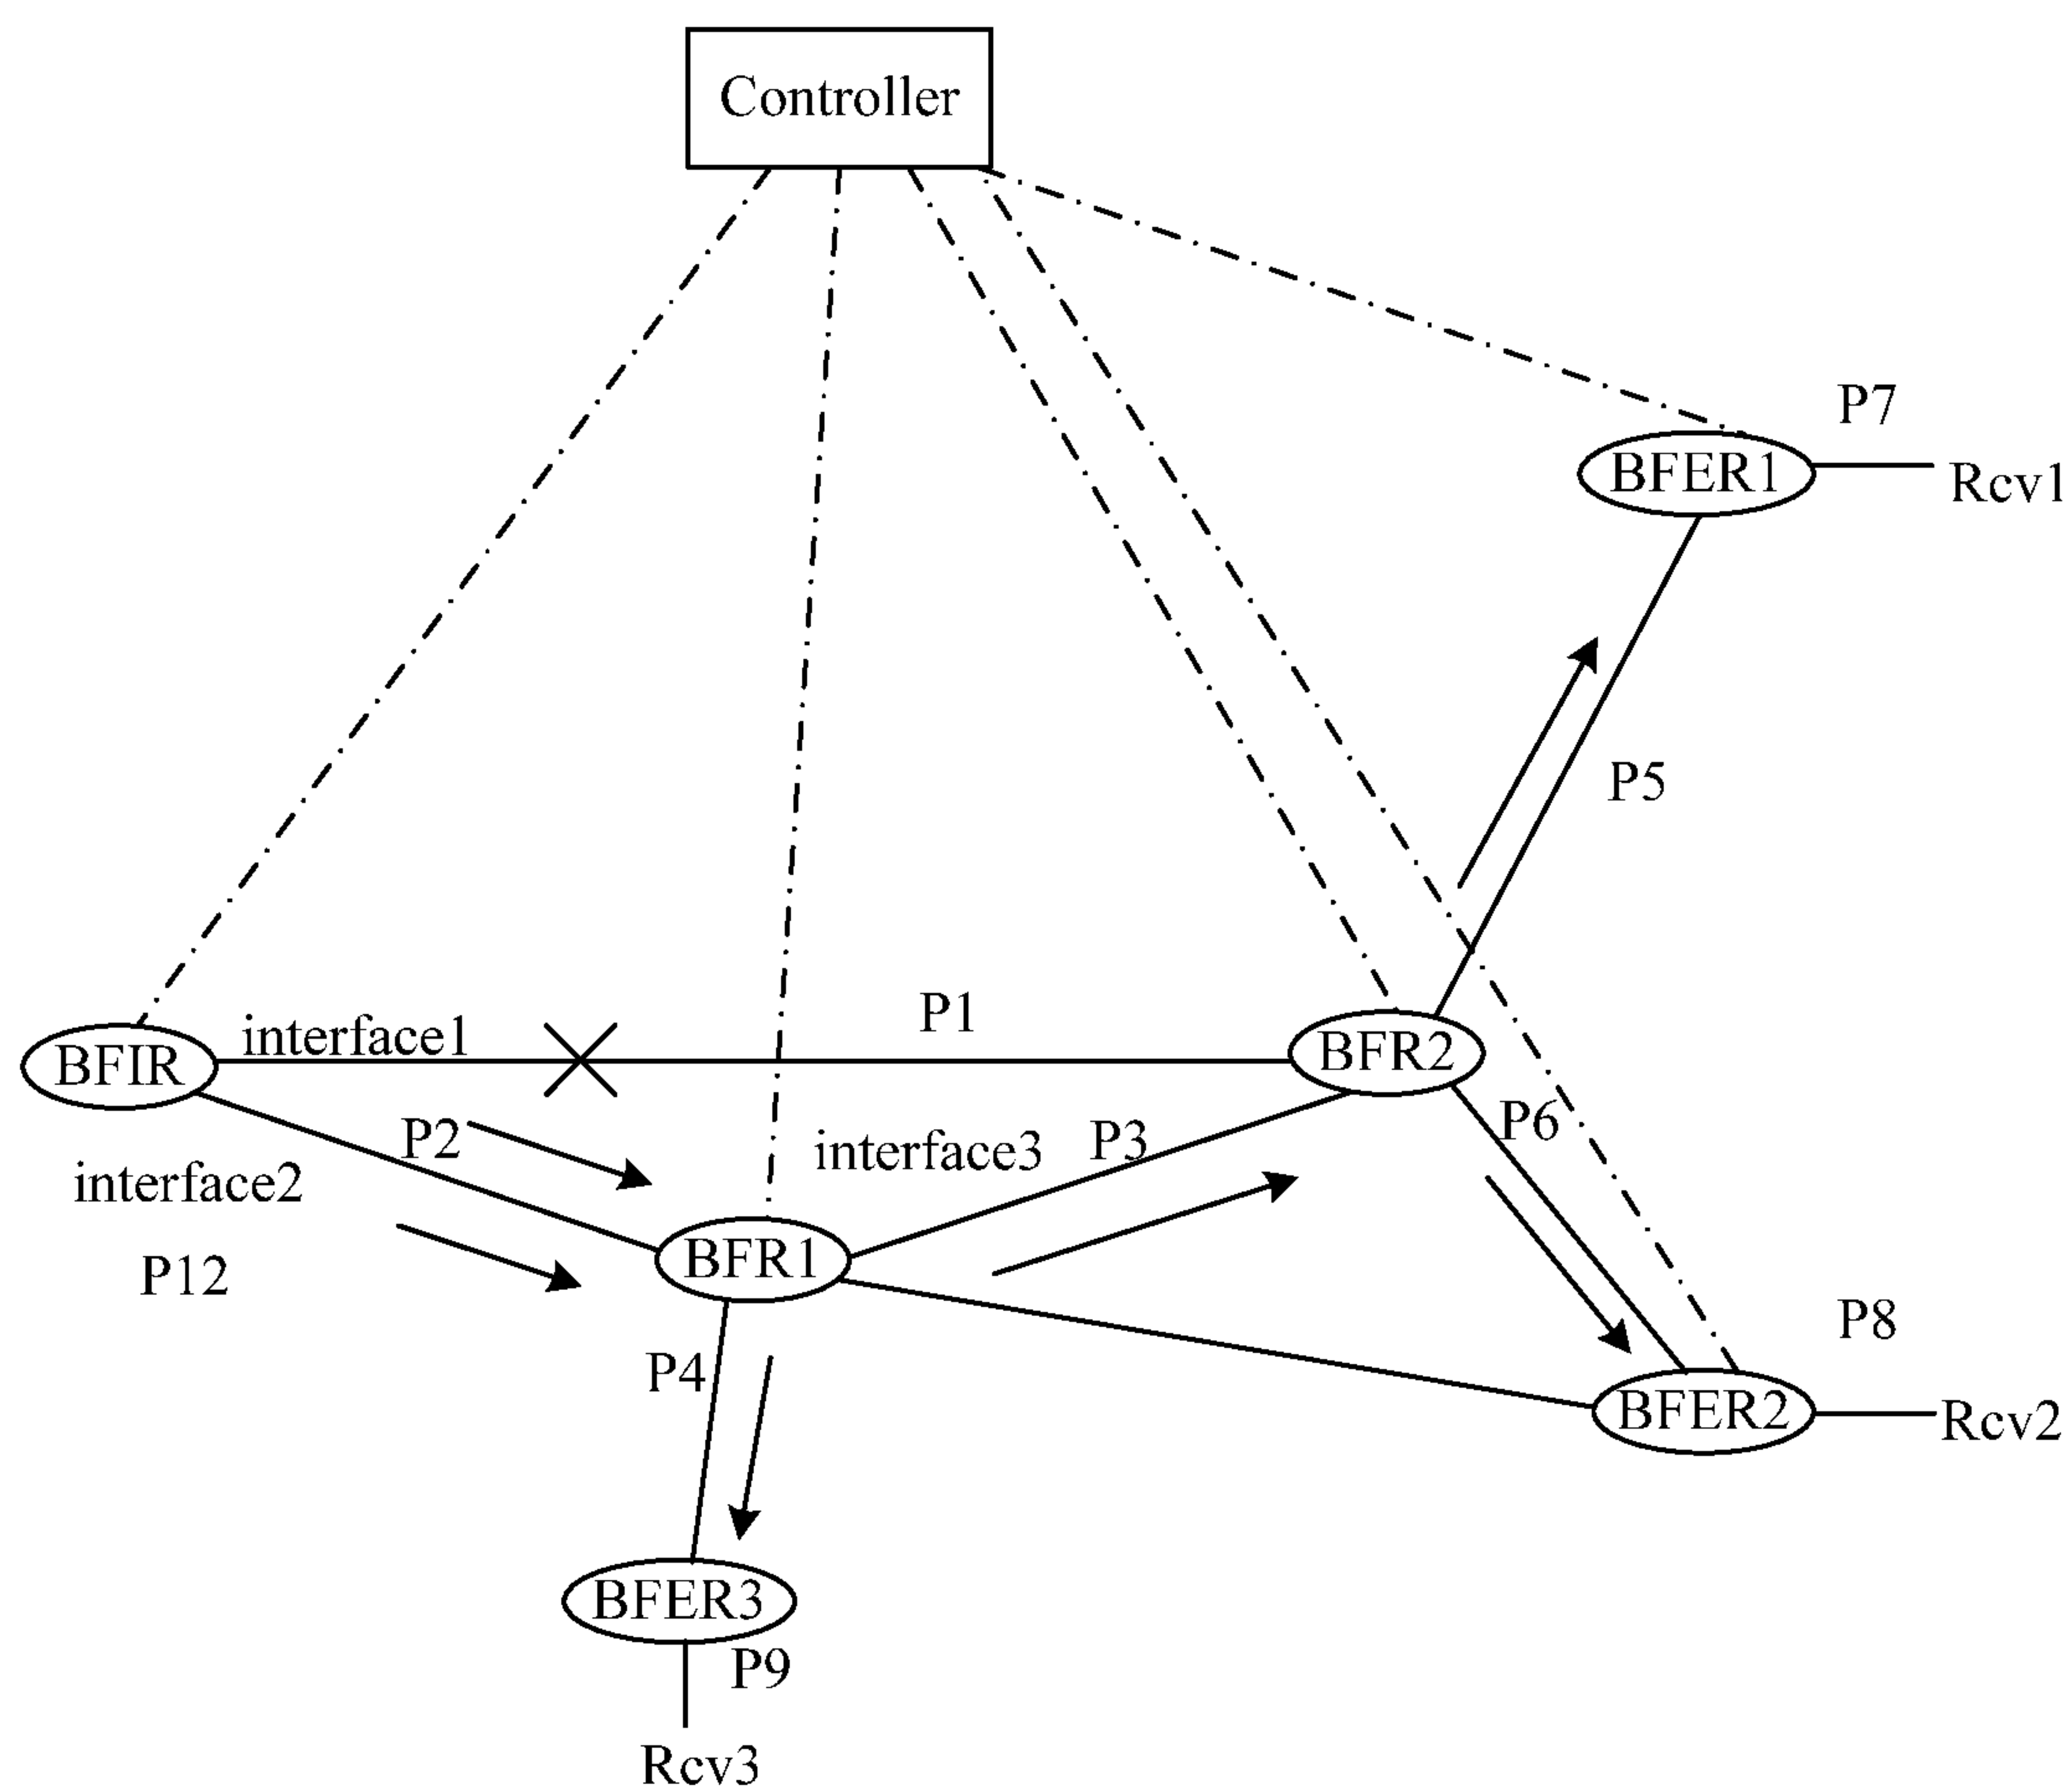 Controller
P7
BFER1
Rcv1
P5
P1
interface1
BFIR
BFR2
P2
interface3
P3
P6
interface2
BFR1
P12
P8
P4
BFER2
Rcv2
BFER3
P9
Rcv3